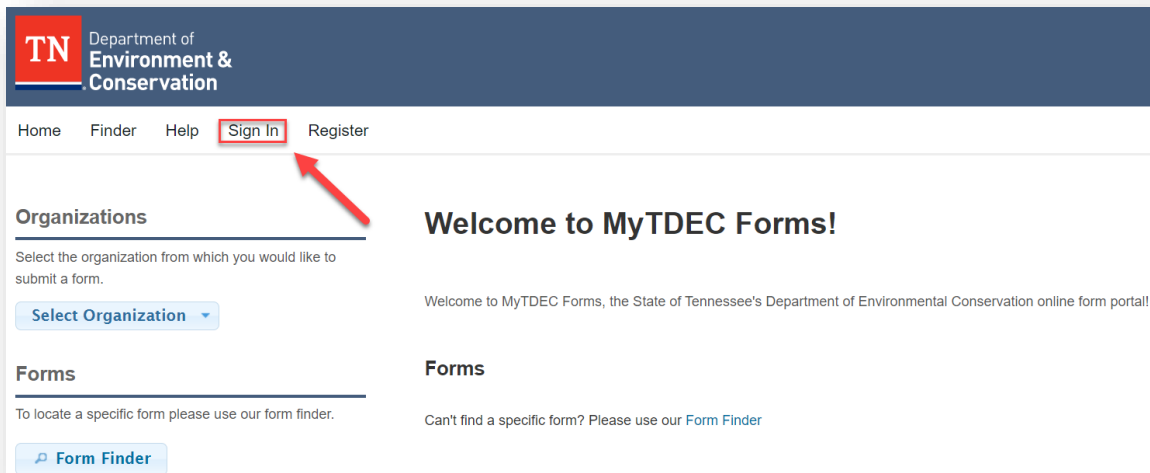 TN
Department of
Environment &
Conservation
Home Finder Help Sign In Register
Organizations
Select the organization from which you would like to
submit a form.
Select Organization
Forms
To locate a specific form please use our form finder.
Form Finder
Welcome to MyTDEC Forms!
Welcome to MyTDEC Forms, the State of Tennessee's Department of Environmental Conservation online form portal!
Forms
Can't find a specific form? Please use our Form Finder